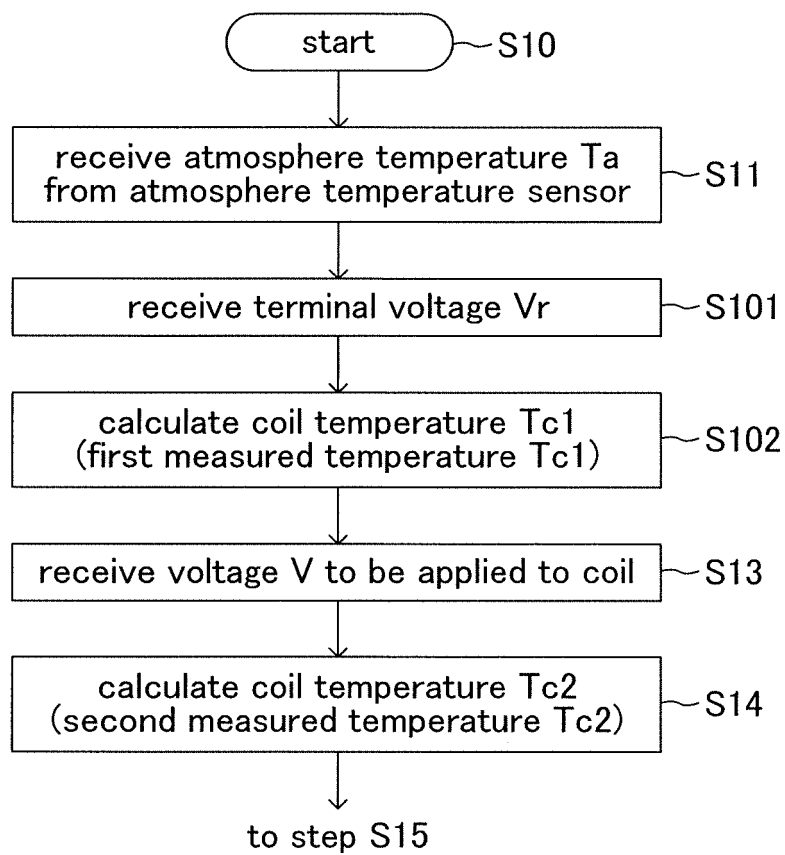 start
S10
receive atmosphere temperature Ta
from atmosphere temperature sensor
S11
receive terminal voltage Vr
S101
calculate coil temperature Tc1
(first measured temperature Tc1)
S102
receive voltage V to be applied to coil
S13
calculate coil temperature Tc2
(second measured temperature Tc2)
S14
to step S15